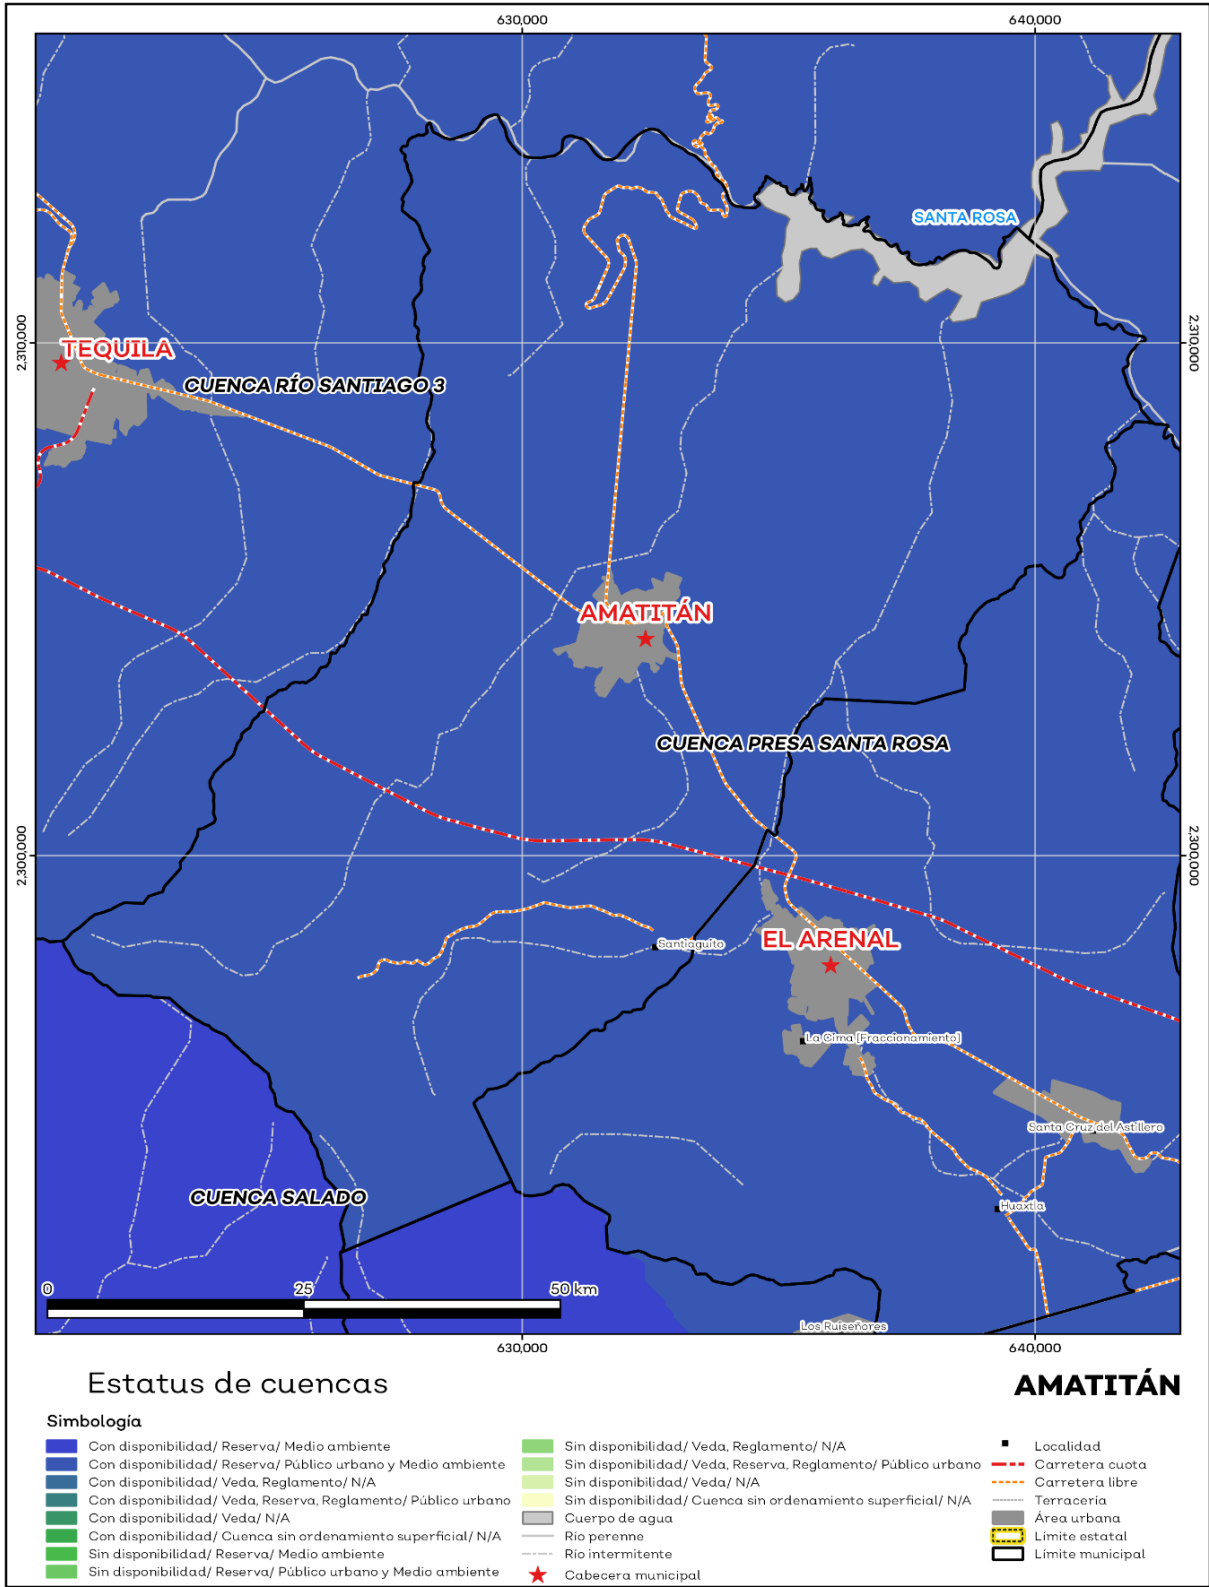 630,000
640,000
SANTA ROSA
2,310,000
2,310,000
TEQUILA
CUENCA RÍO SANTIAGO 3
AMATITÁN
CUENCA PRESA SANTA ROSA
2,300,000
2,300,000
Santiaguito
EL ARENAL
La Cima [Fraccionamiento]
Santa Cruz del Astillero
CUENCA SALADO
Huaxtla
0
25
50 km
Los Ruiseñores
630,000
640,000
Estatus de cuencas
AMATITÁN
Simbología
Con disponibilidad/ Reserva/ Medio ambiente
Con disponibilidad/ Reserva/ Público urbano y Medio ambiente
Con disponibilidad/ Veda, Reglamento/ N/A
Con disponibilidad/ Veda, Reserva, Reglamento/ Público urbano
Con disponibilidad/ Veda/ N/A
Con disponibilidad/ Cuenca sin ordenamiento superficial/ N/A
Sin disponibilidad/ Reserva/ Medio ambiente
Sin disponibilidad/ Reserva/ Público urbano y Medio ambiente
Sin disponibilidad/ Veda, Reglamento/ N/A
Sin disponibilidad/ Veda, Reserva, Reglamento/ Público urbano
Sin disponibilidad/ Veda/ N/A
Sin disponibilidad/ Cuenca sin ordenamiento superficial/ N/A
Cuerpo de agua
Río perenne
Río intermitente
Cabecera municipal
Localidad
Carretera cuota
Carretera libre
Terracería
Área urbana
Límite estatal
Límite municipal